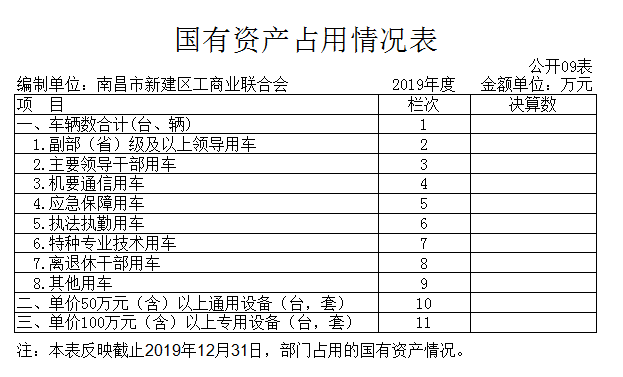 国有资产占用情况表
公开09表
编制单位：南昌市新建区工商业联合会 2019年度 金额单位：万元
项 目 栏次 决算数
一、车辆数合计(台、辆) 1
1.副部（省）级及以上领导用车 2
2.主要领导干部用车 3
3.机要通信用车 4
4.应急保障用车 5
5.执法执勤用车 6
6.特种专业技术用车 7
7.离退休干部用车 8
8.其他用车 9
二、单价50万元（含）以上通用设备（台，套） 10
三、单价100万元（含）以上专用设备（台，套） 11
注：本表反映截止2019年12月31日，部门占用的国有资产情况。